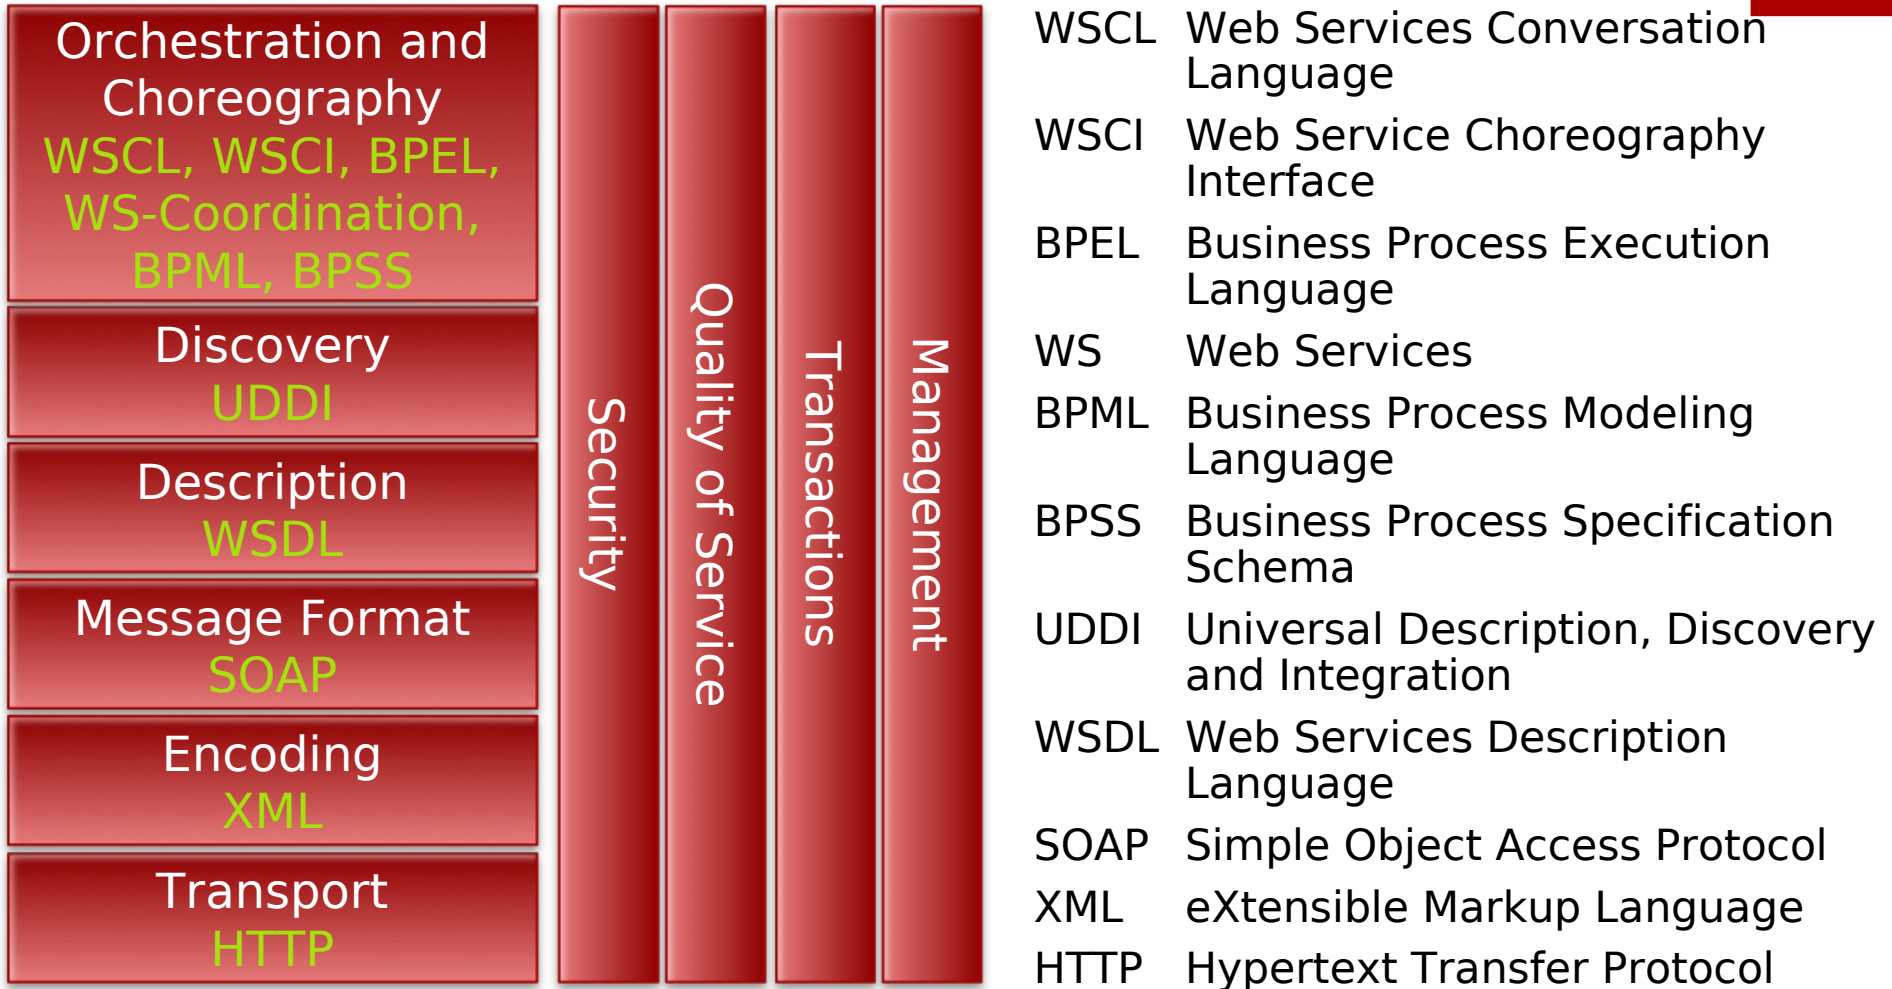 Orchestration and
Choreography
WSCL, WSCI, BPEL,
WS-Coordination,
BPML, BPSS
Discovery
UDDI
Description
WSDL
Message Format
SOAP
Encoding
XML
Transport
HTTP
Security
Quality of Service
Transactions
Management
WSCL Web Services Conversation
Language
WSCI Web Service Choreography
Interface
BPEL Business Process Execution
Language
WS Web Services
BPML Business Process Modeling
Language
BPSS Business Process Specification
Schema
UDDI Universal Description, Discovery
and Integration
WSDL Web Services Description
Language
SOAP Simple Object Access Protocol
XML eXtensible Markup Language
HTTP Hypertext Transfer Protocol